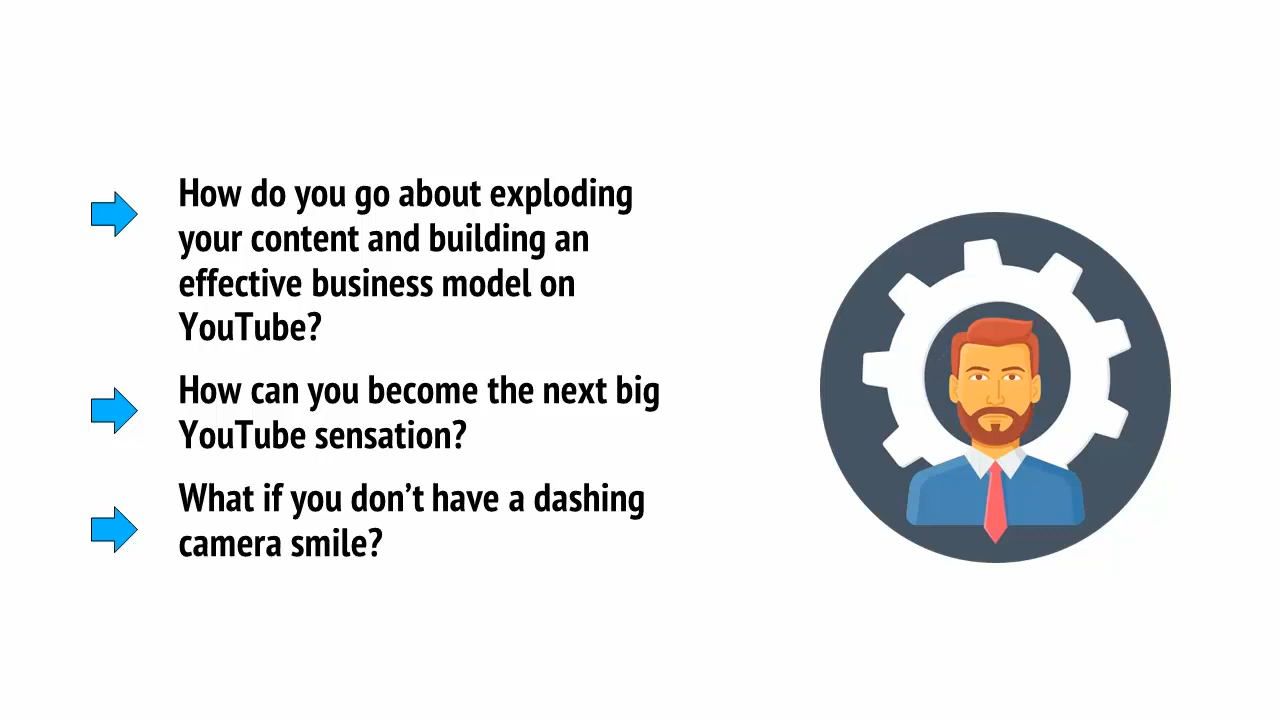 How do you go about exploding
your content and building an
effective business model on
YouTube?
How can you become the next big
YouTube sensation?
What if you don’t have a dashing
camera smile?